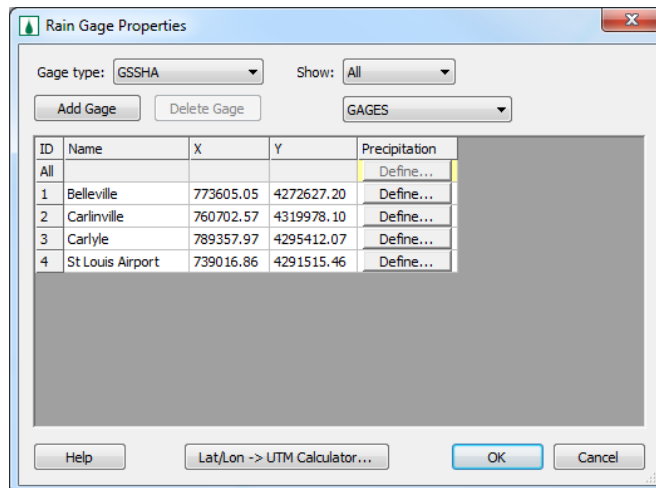 Rain Gage Properties
Gage type: GSSHA Show: All
Add Gage Delete Gage GAGES
ID Name X Y Precipitation
All Define...
1 Belleville 773605.05 4272627.20 Define...
2 Carlinville 760702.57 4319978.10 Define...
3 Carlyle 789357.97 4295412.07 Define...
4 St Louis Airport 739016.86 4291515.46 Define...
Help Lat/Lon -> UTM Calculator... OK Cancel